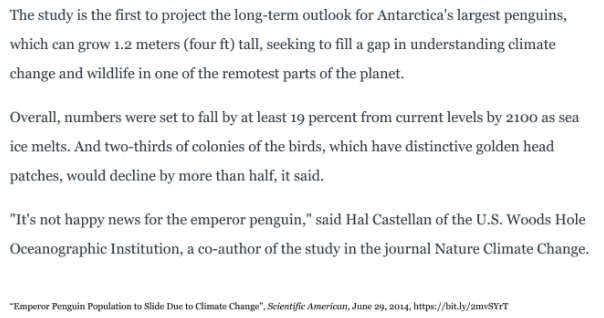 The study is the first to project the long-term outlook for Antarctica's largest penguins,
which can grow 1.2 meters (four ft) tall, seeking to fill a gap in understanding climate
change and wildlife in one of the remotest parts of the planet.
Overall, numbers were set to fall by at least 19 percent from current levels by 2100 as sea
ice melts. And two-thirds of colonies of the birds, which have distinctive golden head
patches, would decline by more than half, it said.
"It's not happy news for the emperor penguin," said Hal Castellan of the U.S. Woods Hole
Oceanographic Institution, a co-author of the study in the journal Nature Climate Change.
"Emperor Penguin Population to Slide Due to Climate Change", Scientific American, June 29, 2014, https://bit.ly/2mvSYrT